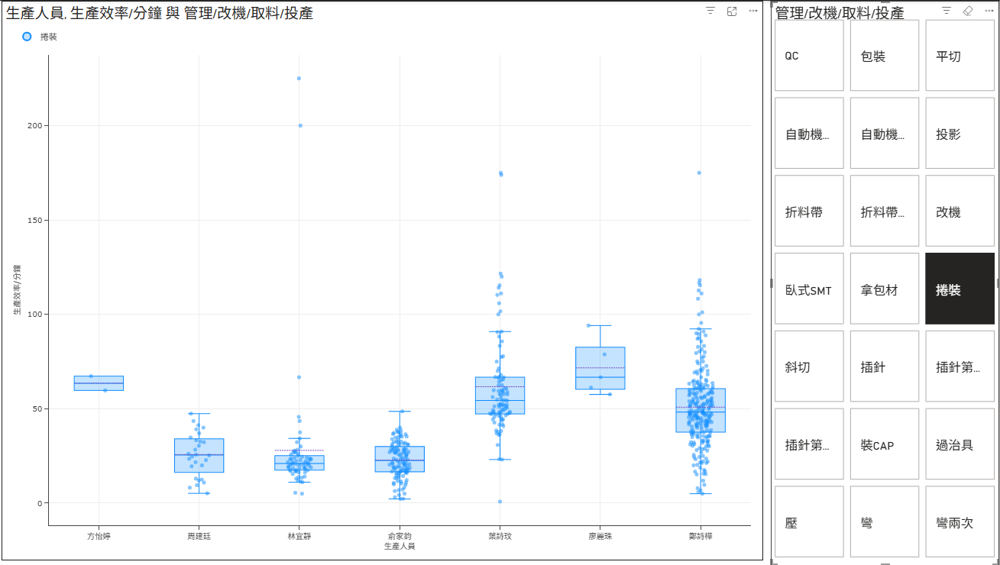 生產人員, 生產效率/分鐘 與 管理/改機/取料/投產
捲裝
200
150
100
50
0
生產效率/分鐘
方怡婷
周建廷
林宜靜
俞家鈞
葉詩玟
廖麗珠
鄭詩樺
生產人員
管理/改機/取料/投產
QC
包裝
平切
自動機...
自動機...
投影
折料帶
折料帶...
改機
臥式SMT
拿包材
捲裝
斜切
插針
插針第...
插針第...
裝CAP
過治具
壓
彎
彎兩次